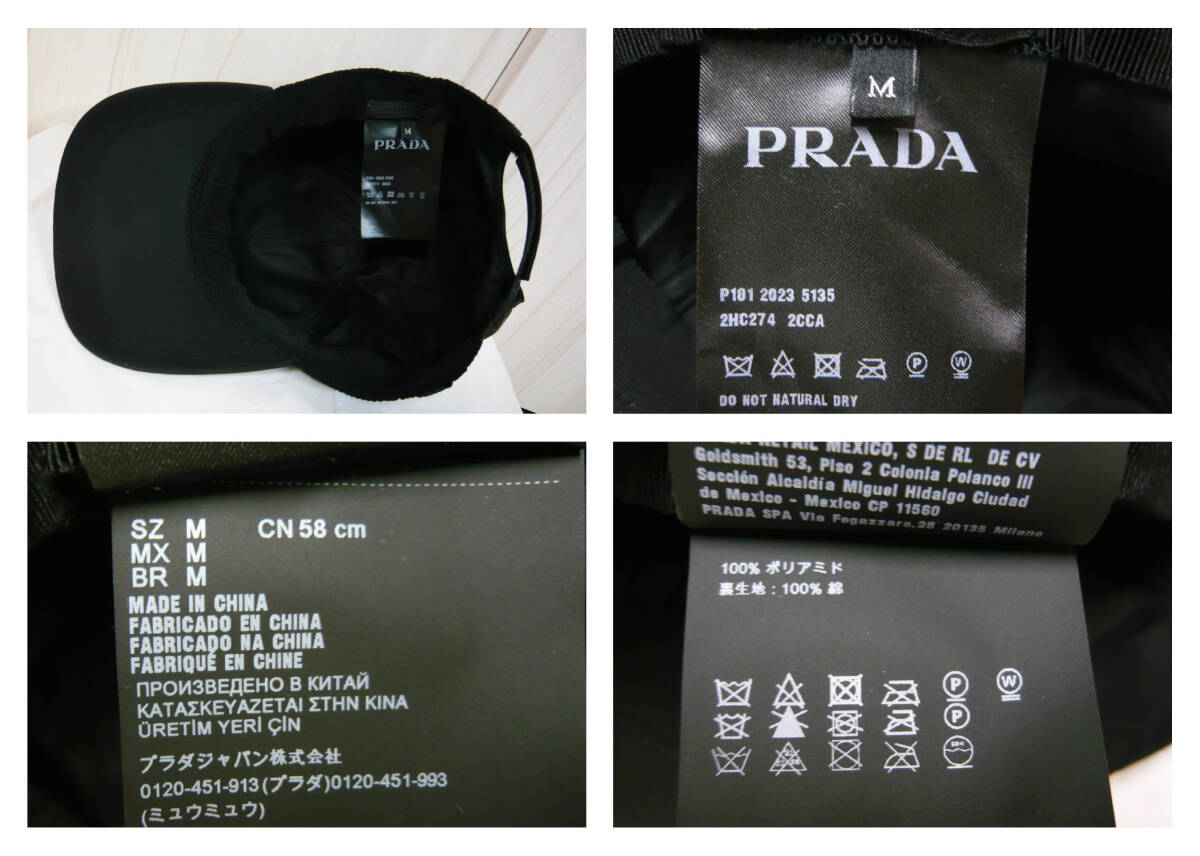 M
PRADA
P101 2023 5135
M
PRADA
P101 2023 5135
2HC274 2CCA
P W
DO NOT NATURAL DRY
SZ M CN 58 cm
MX M
BR M
MADE IN CHINA
FABRICADO EN CHINA
FABRICADO NA CHINA
FABRIQUÉ EN CHINE
ПРОИЗВЕДЕНО В КИТАЙ
ΚΑΤΑΣΚΕΥΑΖΕΤΑΙ ΣΤΗΝ ΚΙΝΑ
ÜRETİM YERİ ÇİN
プラダジャパン株式会社
0120-451-913(プラダ)0120-451-993
(ミュウミュウ)
RETAIL MEXICO, S DE RL DE CV
Goldsmith 53, Piso 2 Colonia Polanco III
Sección Alcaldía Miguel Hidalgo Ciudad
de Mexico - Mexico CP 11560
PRADA SPA Via Fogazzaro, 28 20135 Milano
100% ポリアミド
裏生地：100% 綿
P W
P